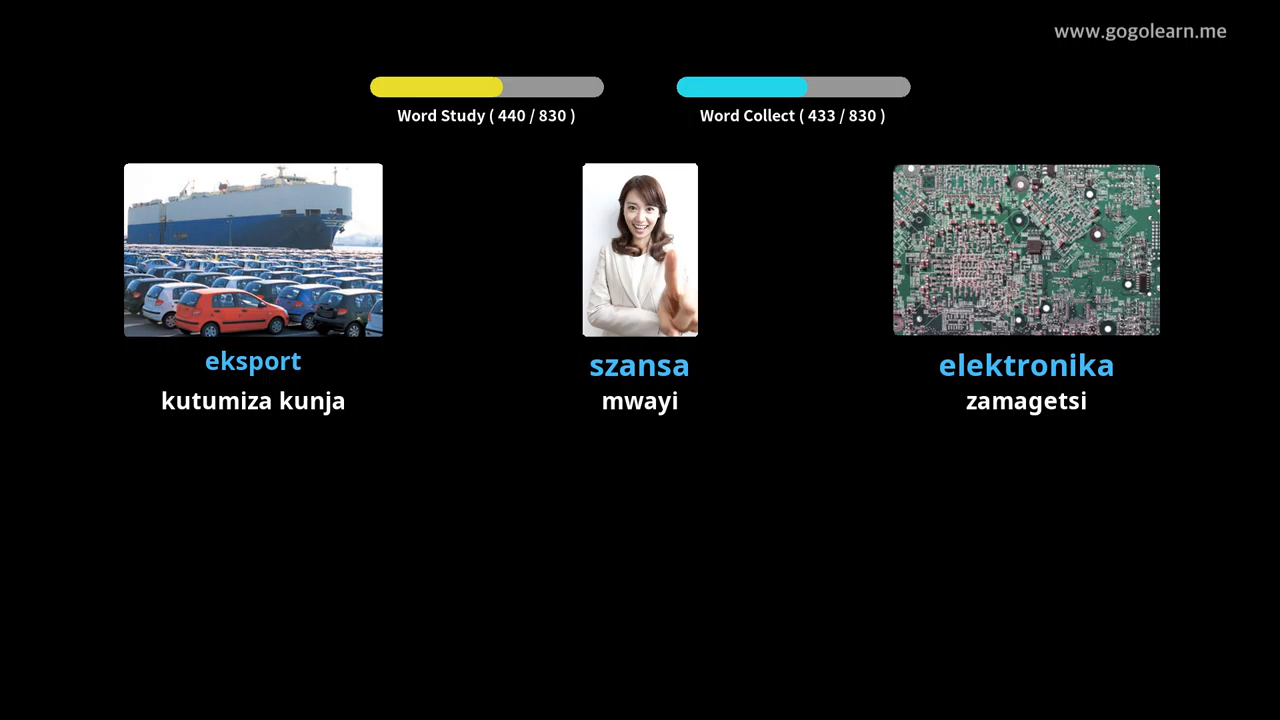 www.gogolearn.me
Word Study ( 440 / 830 )
Word Collect ( 433 / 830 )
eksport
kutumiza kunja
szansa
mwayi
elektronika
zamagetsi